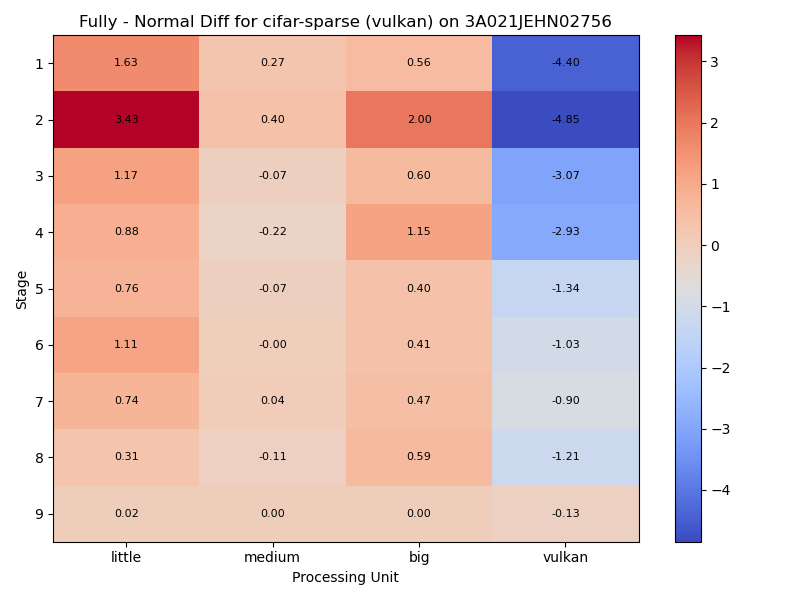 Fully - Normal Diff for cifar-sparse (vulkan) on 3A021JEHN02756
1 1.63 0.27 0.56 -4.40
2 3.43 0.40 2.00 -4.85
3 1.17 -0.07 0.60 -3.07
4 0.88 -0.22 1.15 -2.93
5 0.76 -0.07 0.40 -1.34
6 1.11 -0.00 0.41 -1.03
7 0.74 0.04 0.47 -0.90
8 0.31 -0.11 0.59 -1.21
9 0.02 0.00 0.00 -0.13
little medium big vulkan
Processing Unit
Stage
3
2
1
0
−1
−2
−3
−4